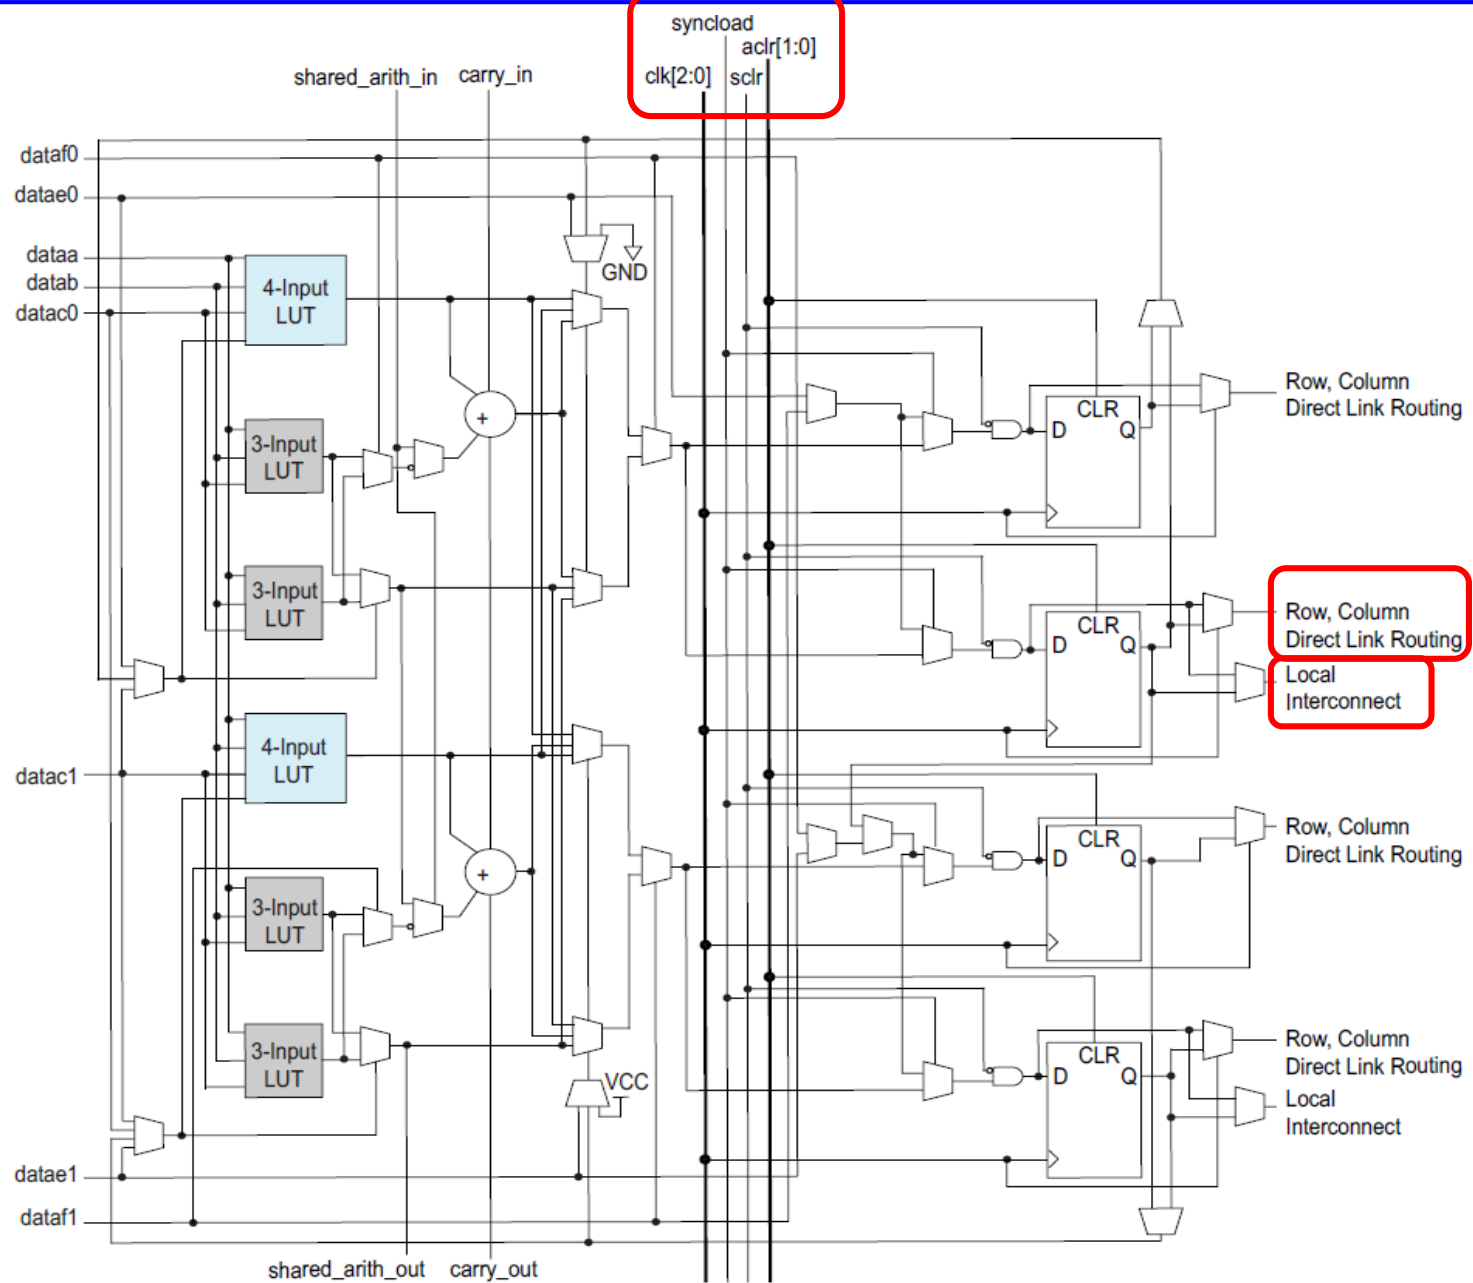 syncload
aclr[1:0]
shared_arith_in
carry_in
clk[2:0]
sclr
dataf0
datae0
dataa
datab
datac0
4-Input
LUT
GND
3-Input
LUT
+
CLR
D
Q
Row, Column
Direct Link Routing
3-Input
LUT
CLR
D
Q
Row, Column
Direct Link Routing
Local
Interconnect
datac1
4-Input
LUT
+
CLR
D
Q
Row, Column
Direct Link Routing
3-Input
LUT
3-Input
LUT
VCC
CLR
D
Q
Row, Column
Direct Link Routing
Local
Interconnect
datae1
dataf1
shared_arith_out
carry_out